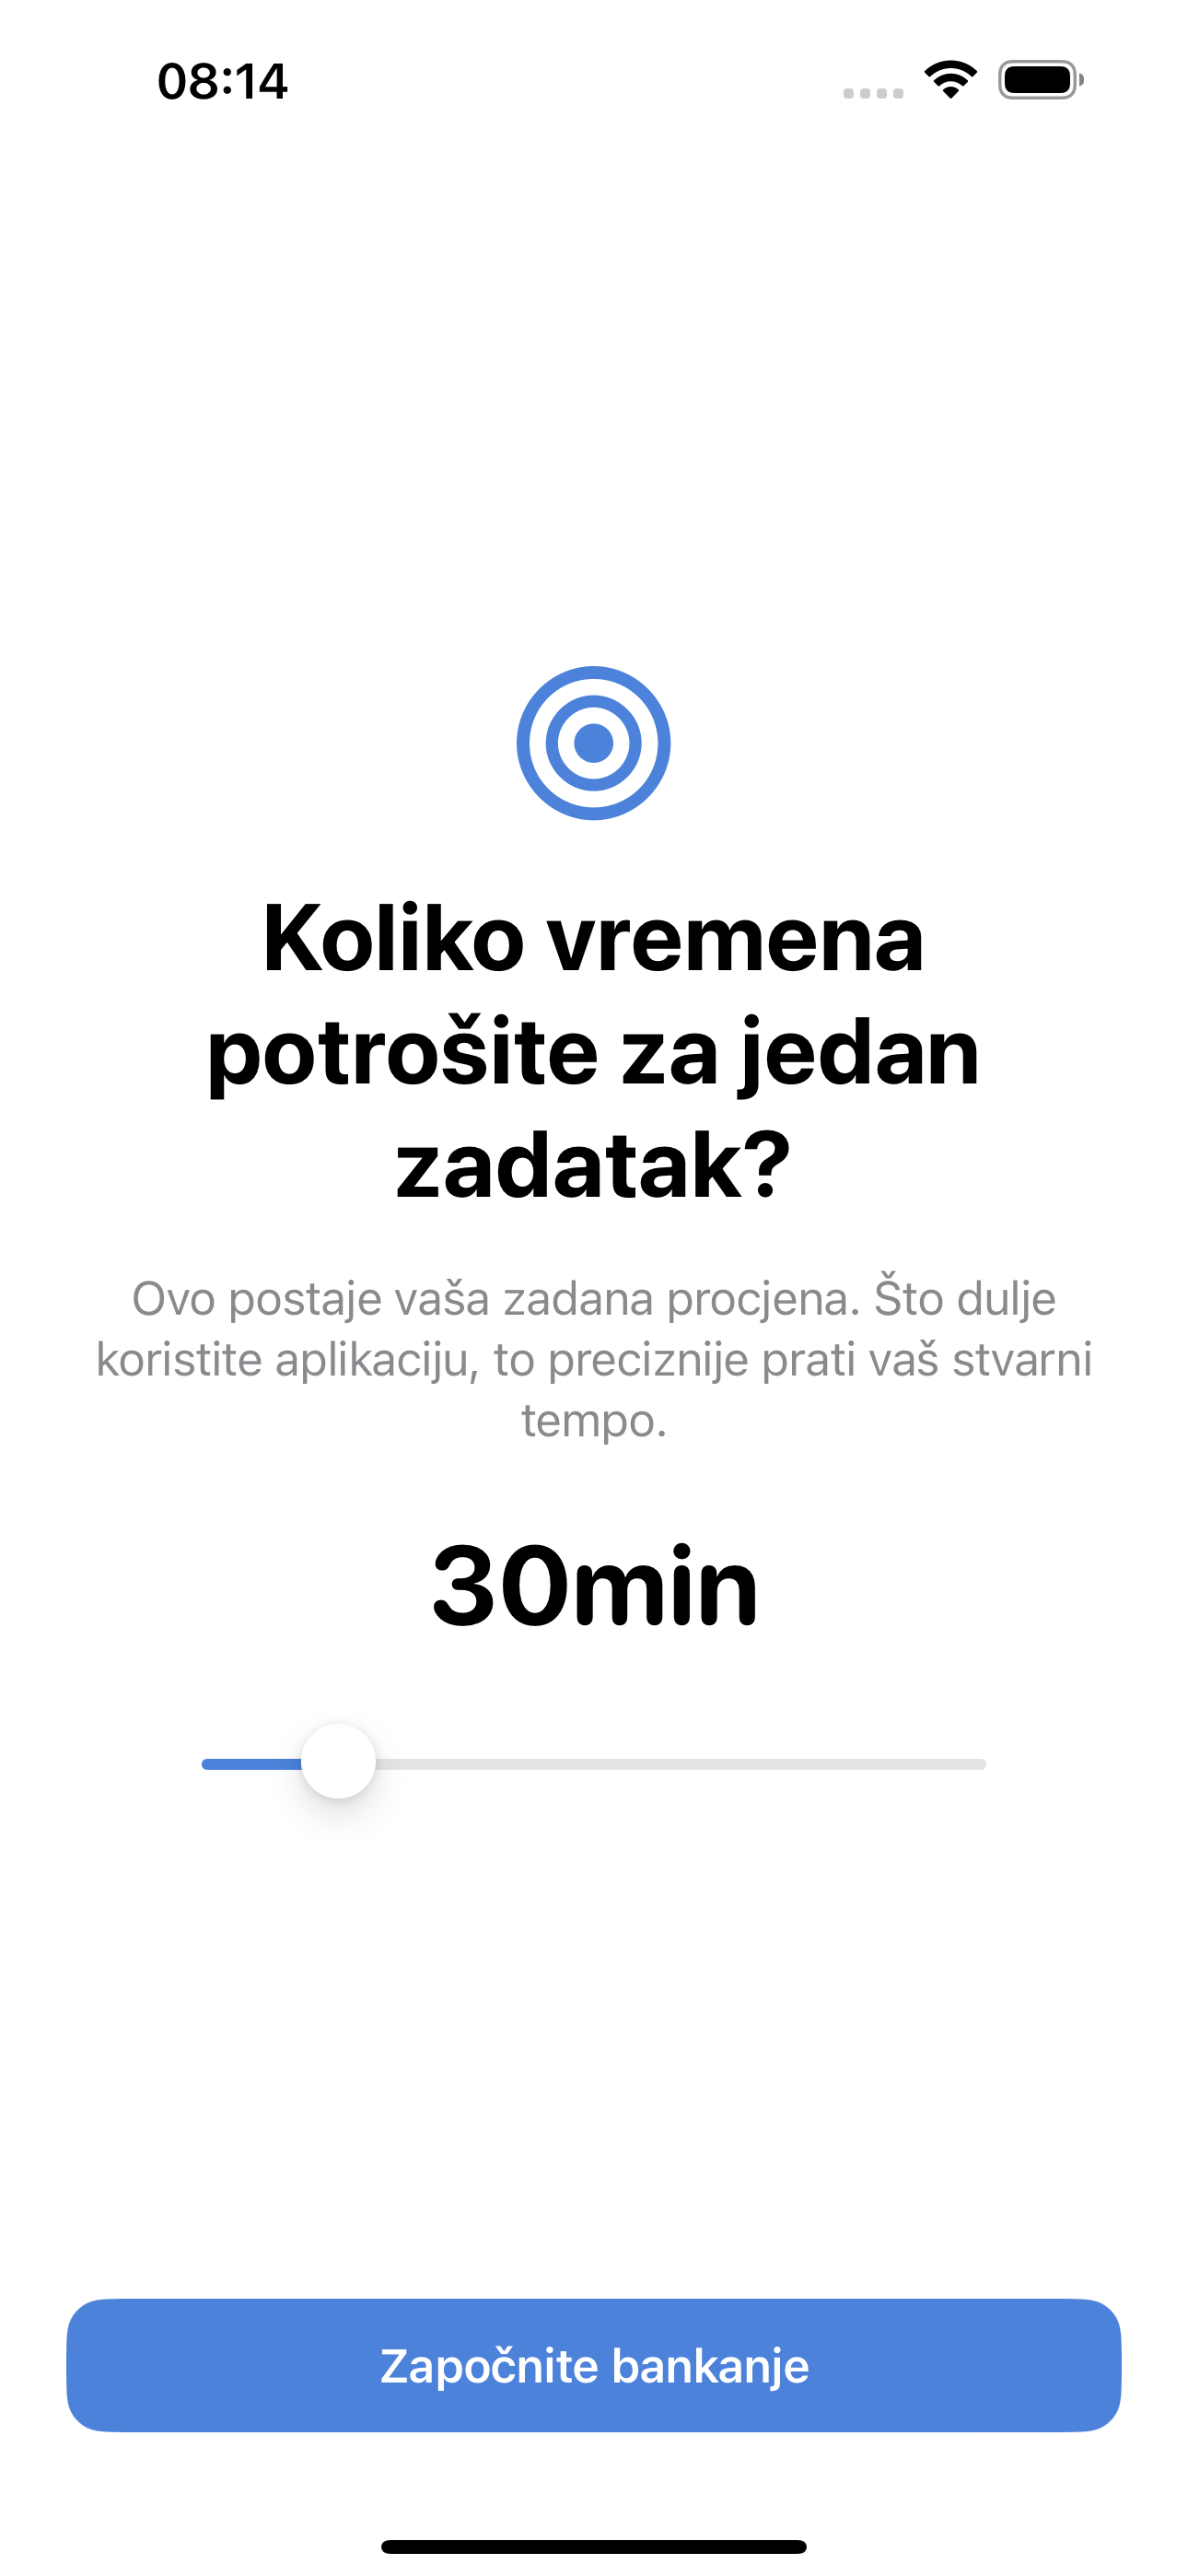 08:14
Koliko vremena
potrošite za jedan
zadatak?
Ovo postaje vaša zadana procjena. Što dulje
koristite aplikaciju, to preciznije prati vaš stvarni
tempo.
30min
Započnite bankanje